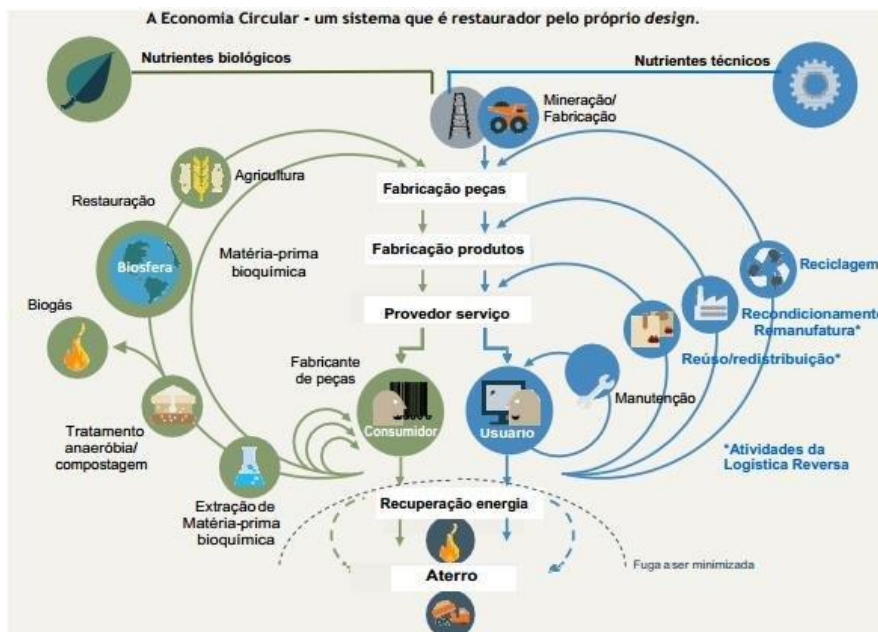 A Economia Circular - um sistema que é restaurador pelo próprio design.
Nutrientes biológicos
Nutrientes técnicos
Mineração/
Fabricação
Agricultura
Fabricação peças
Restauração
Biosfera
Matéria-prima
bioquímica
Fabricação produtos
Reciclagem
Biogás
Provedor serviço
Recondicionamento
Remanufatura*
Reúso/redistribuição*
Fabricante
de peças
Manutenção
Consumidor
Usuário
Tratamento
anaeróbia/
compostagem
*Atividades da
Logística Reversa
Extração de
Matéria-prima
bioquímica
Recuperação energia
Fuga a ser minimizada
Aterro